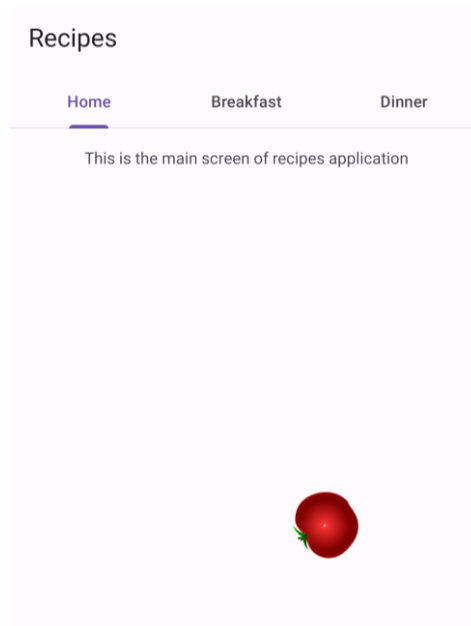 Recipes
Home Breakfast Dinner
This is the main screen of recipes application